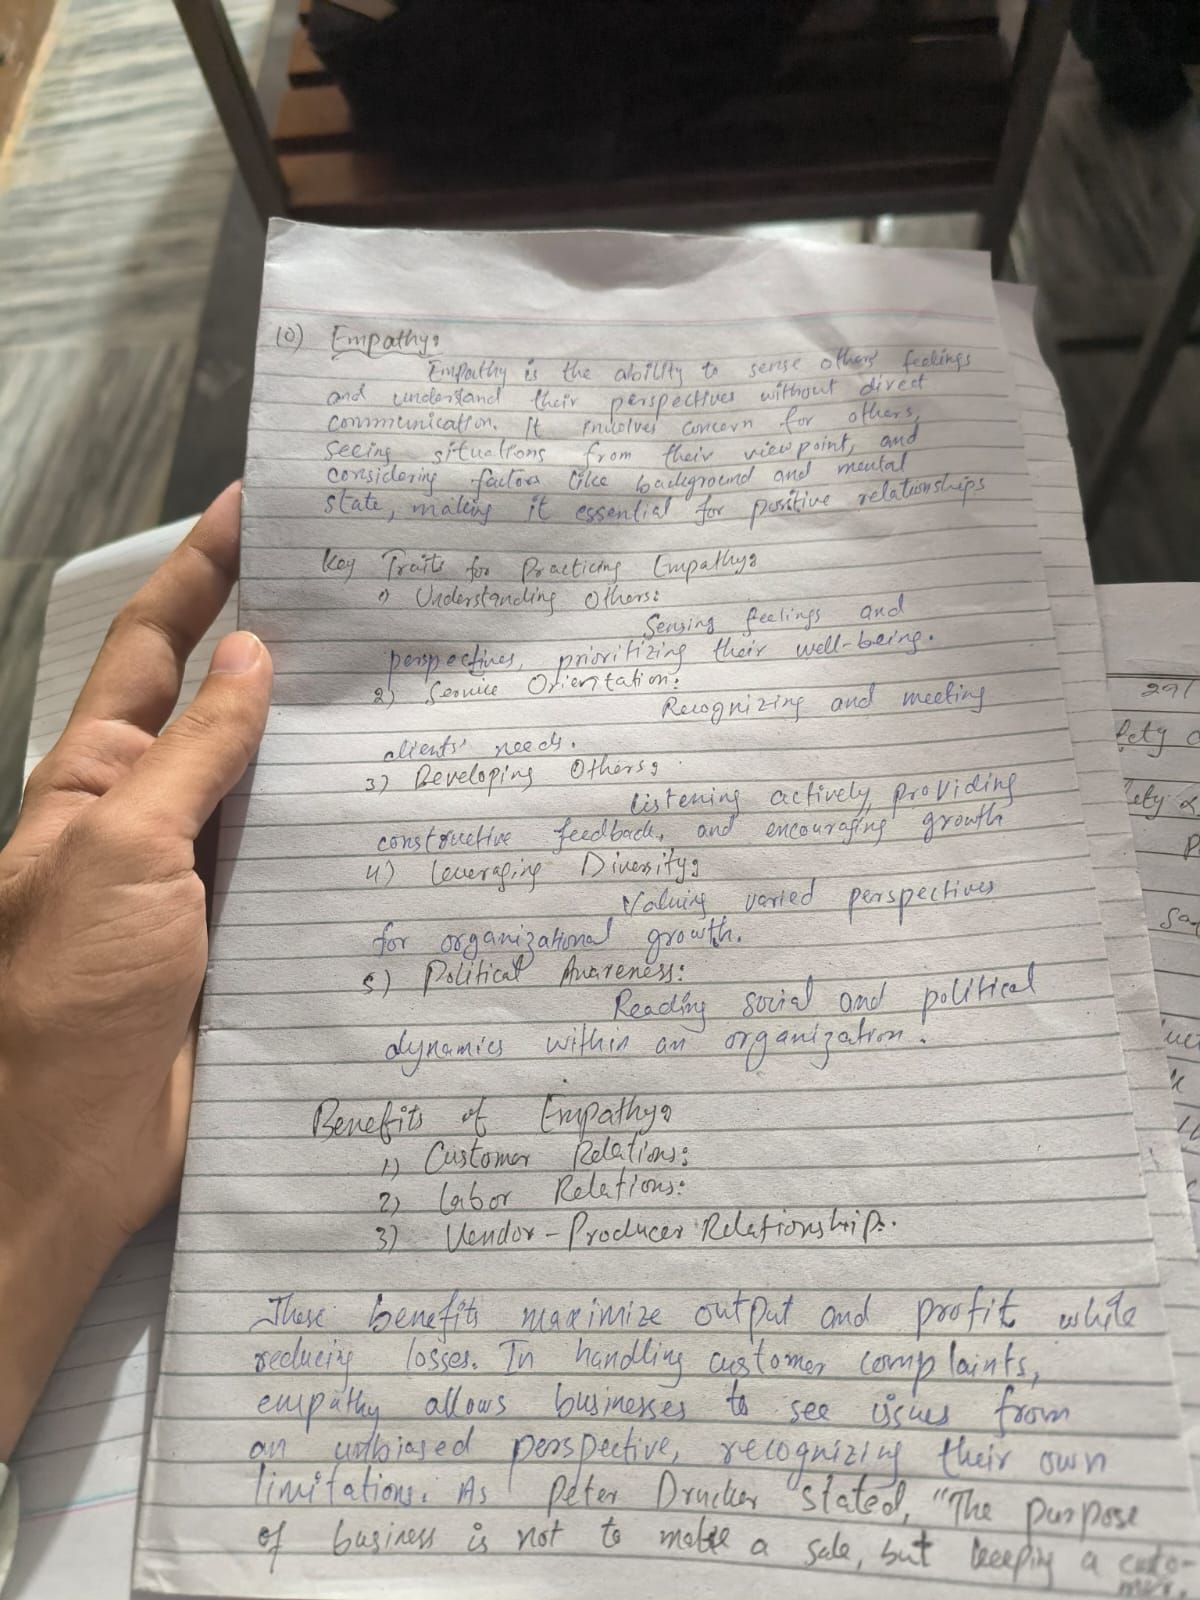 10) Empathy:
Empathy is the ability to sense others' feelings
and understand their perspectives without direct
communication. It involves concern for others,
seeing situations from their viewpoint, and
considering factors like background and mental
state, making it essential for positive relationships
Key Traits for Practicing Empathy:
1) Understanding Others:
Sensing feelings and
perspectives, prioritizing their well-being.
2) Service Orientation:
Recognizing and meeting
clients' needs.
3) Developing Others:
Listening actively, providing
constructive feedback, and encouraging growth
4) Leveraging Diversity:
Valuing varied perspectives
for organizational growth.
5) Political Awareness:
Reading social and political
dynamics within an organization.
Benefits of Empathy:
1) Customer Relations:
2) Labor Relations:
3) Vendor-Producer Relationship:.
These benefits maximize output and profit while
reducing losses. In handling customer complaints,
empathy allows businesses to see issues from
an unbiased perspective, recognizing their own
limitations. As Peter Drucker stated, "The purpose
of business is not to make a sale, but keeping a custo-
mer.